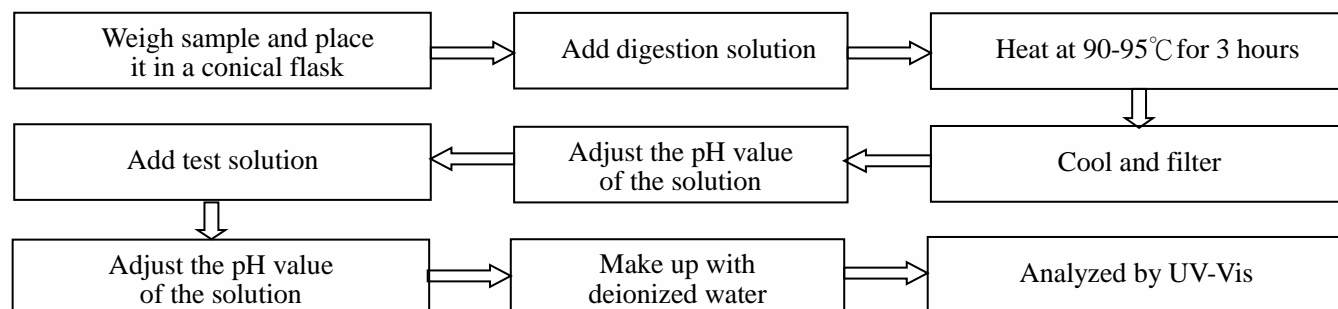 Weigh sample and place
it in a conical flask
Add digestion solution
Heat at 90-95℃ for 3 hours
Cool and filter
Adjust the pH value
of the solution
Add test solution
Adjust the pH value
of the solution
Make up with
deionized water
Analyzed by UV-Vis